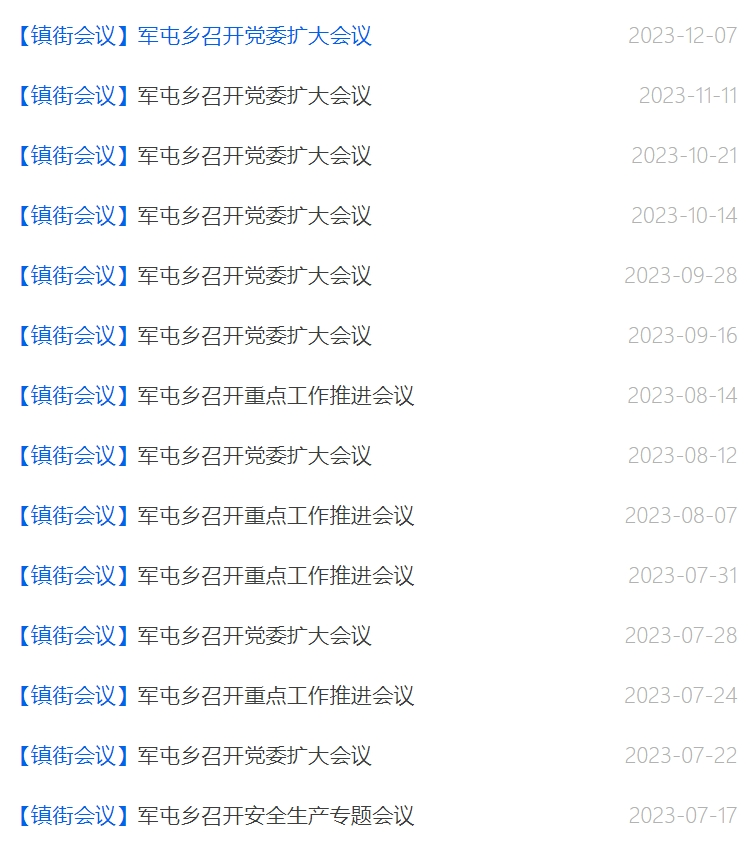 【镇街会议】军屯乡召开党委扩大会议 2023-12-07
【镇街会议】军屯乡召开党委扩大会议 2023-11-11
【镇街会议】军屯乡召开党委扩大会议 2023-10-21
【镇街会议】军屯乡召开党委扩大会议 2023-10-14
【镇街会议】军屯乡召开党委扩大会议 2023-09-28
【镇街会议】军屯乡召开党委扩大会议 2023-09-16
【镇街会议】军屯乡召开重点工作推进会议 2023-08-14
【镇街会议】军屯乡召开党委扩大会议 2023-08-12
【镇街会议】军屯乡召开重点工作推进会议 2023-08-07
【镇街会议】军屯乡召开重点工作推进会议 2023-07-31
【镇街会议】军屯乡召开党委扩大会议 2023-07-28
【镇街会议】军屯乡召开重点工作推进会议 2023-07-24
【镇街会议】军屯乡召开党委扩大会议 2023-07-22
【镇街会议】军屯乡召开安全生产专题会议 2023-07-17